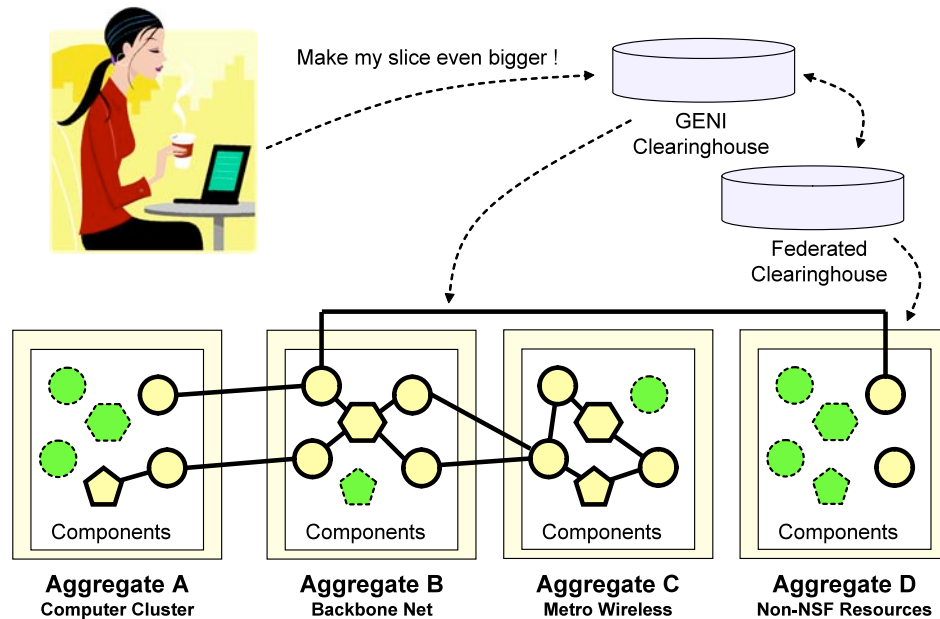 Make my slice even bigger !
GENI
Clearinghouse
Federated
Clearinghouse
Components
Components
Components
Components
Aggregate A
Computer Cluster
Aggregate B
Backbone Net
Aggregate C
Metro Wireless
Aggregate D
Non-NSF Resources